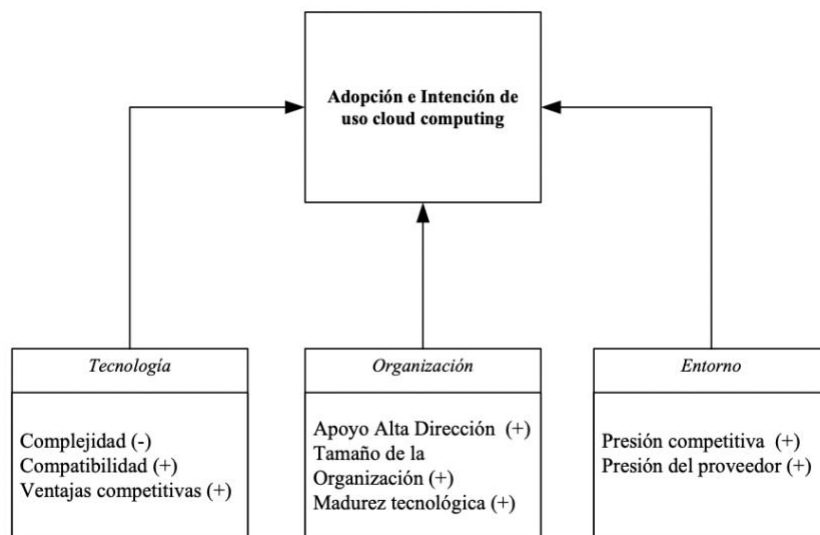 Adopción e Intención de
uso cloud computing
Tecnología
Complejidad (-)
Compatibilidad (+)
Ventajas competitivas (+)
Organización
Apoyo Alta Dirección (+)
Tamaño de la
Organización (+)
Madurez tecnológica (+)
Entorno
Presión competitiva (+)
Presión del proveedor (+)